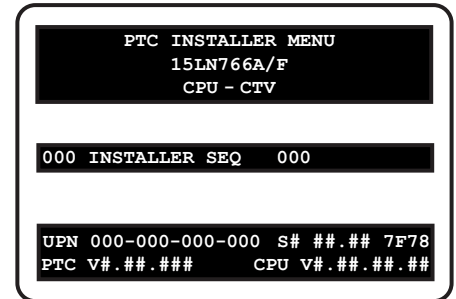 PTC INSTALLER MENU
15LN766A/F
CPU - CTV
000 INSTALLER SEQ 000
UPN 000-000-000-000 S# ##.## 7F78
PTC V#.##.### CPU V#.##.##.##